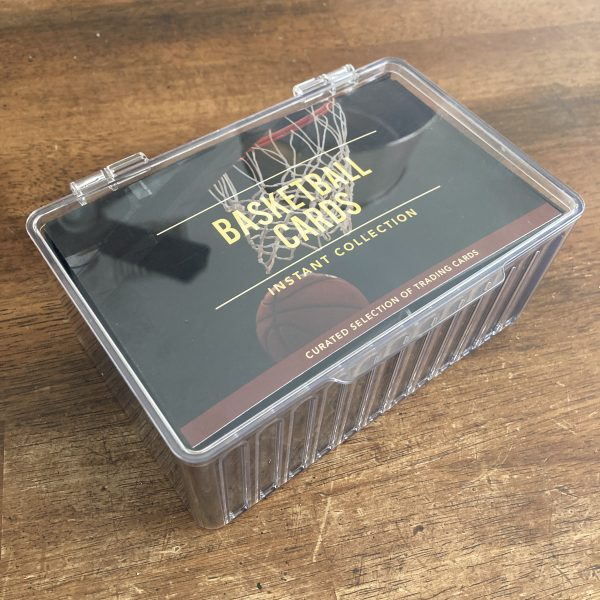 BASKETBALL
CARDS
INSTANT COLLECTION
CURATED SELECTION OF TRADING CARDS